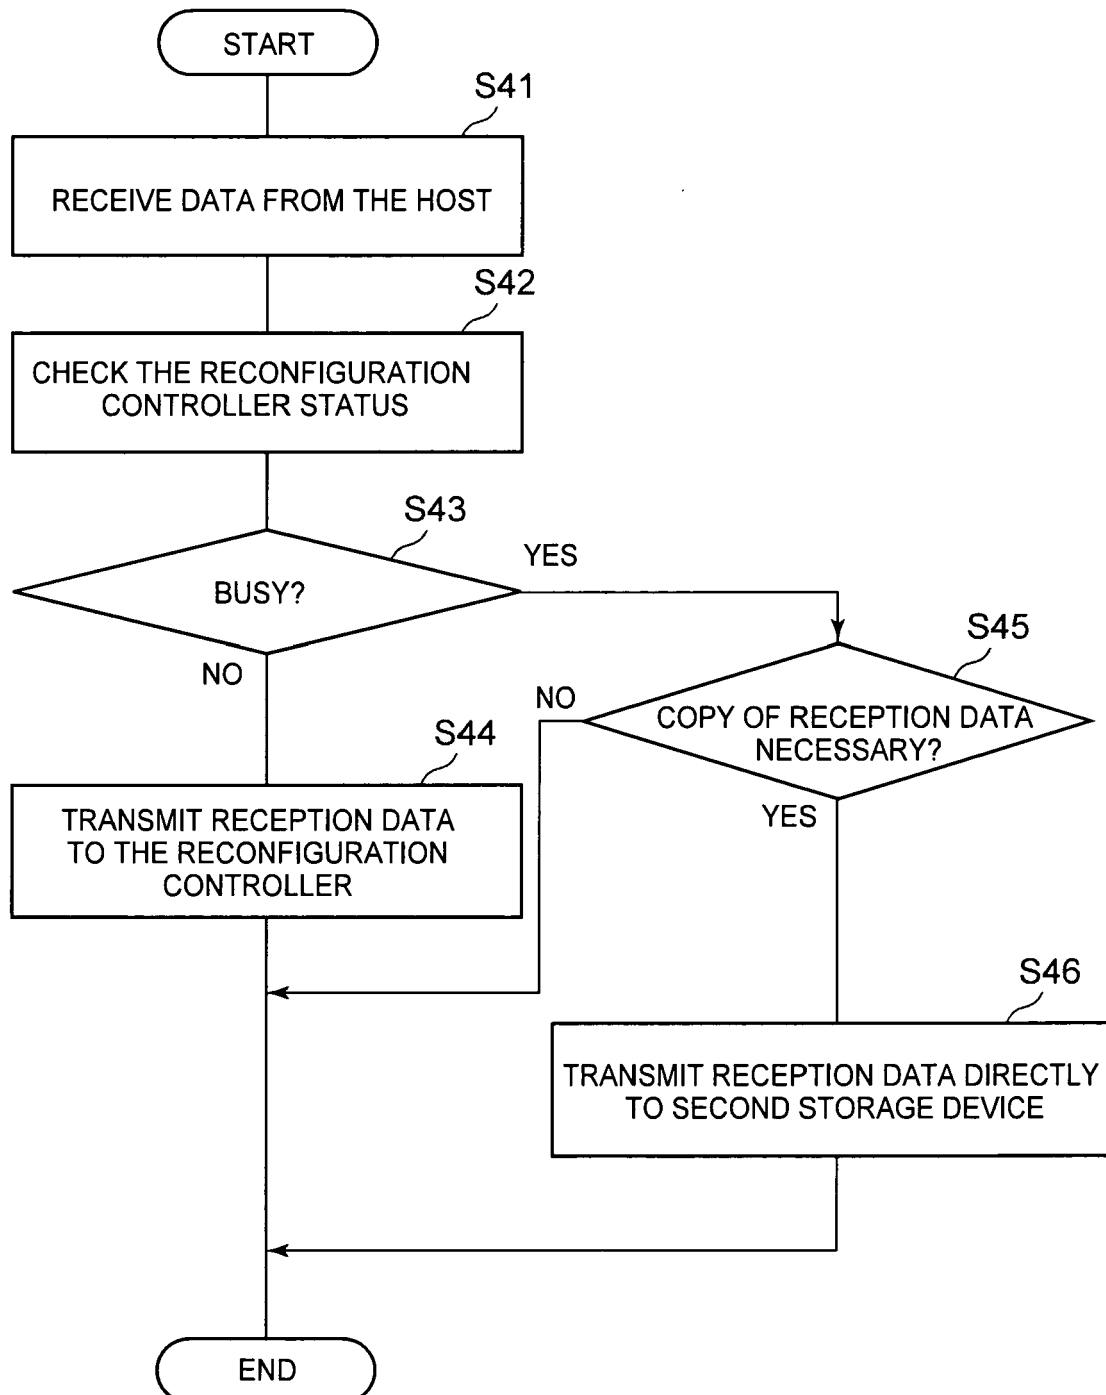 START
S41
RECEIVE DATA FROM THE HOST
S42
CHECK THE RECONFIGURATION
CONTROLLER STATUS
S43
BUSY?
YES
NO
S45
COPY OF RECEPTION DATA
NECESSARY?
NO
YES
S44
TRANSMIT RECEPTION DATA
TO THE RECONFIGURATION
CONTROLLER
S46
TRANSMIT RECEPTION DATA DIRECTLY
TO SECOND STORAGE DEVICE
END